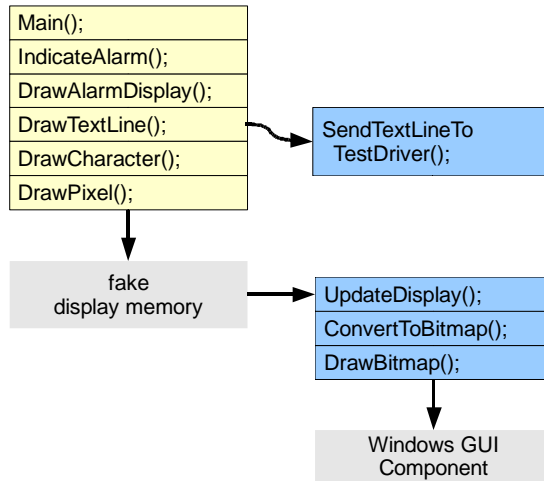 Main();
IndicateAlarm();
DrawAlarmDisplay();
DrawTextLine();
DrawCharacter();
DrawPixel();
SendTextLineTo
TestDriver();
fake
display memory
UpdateDisplay();
ConvertToBitmap();
DrawBitmap();
Windows GUI
Component